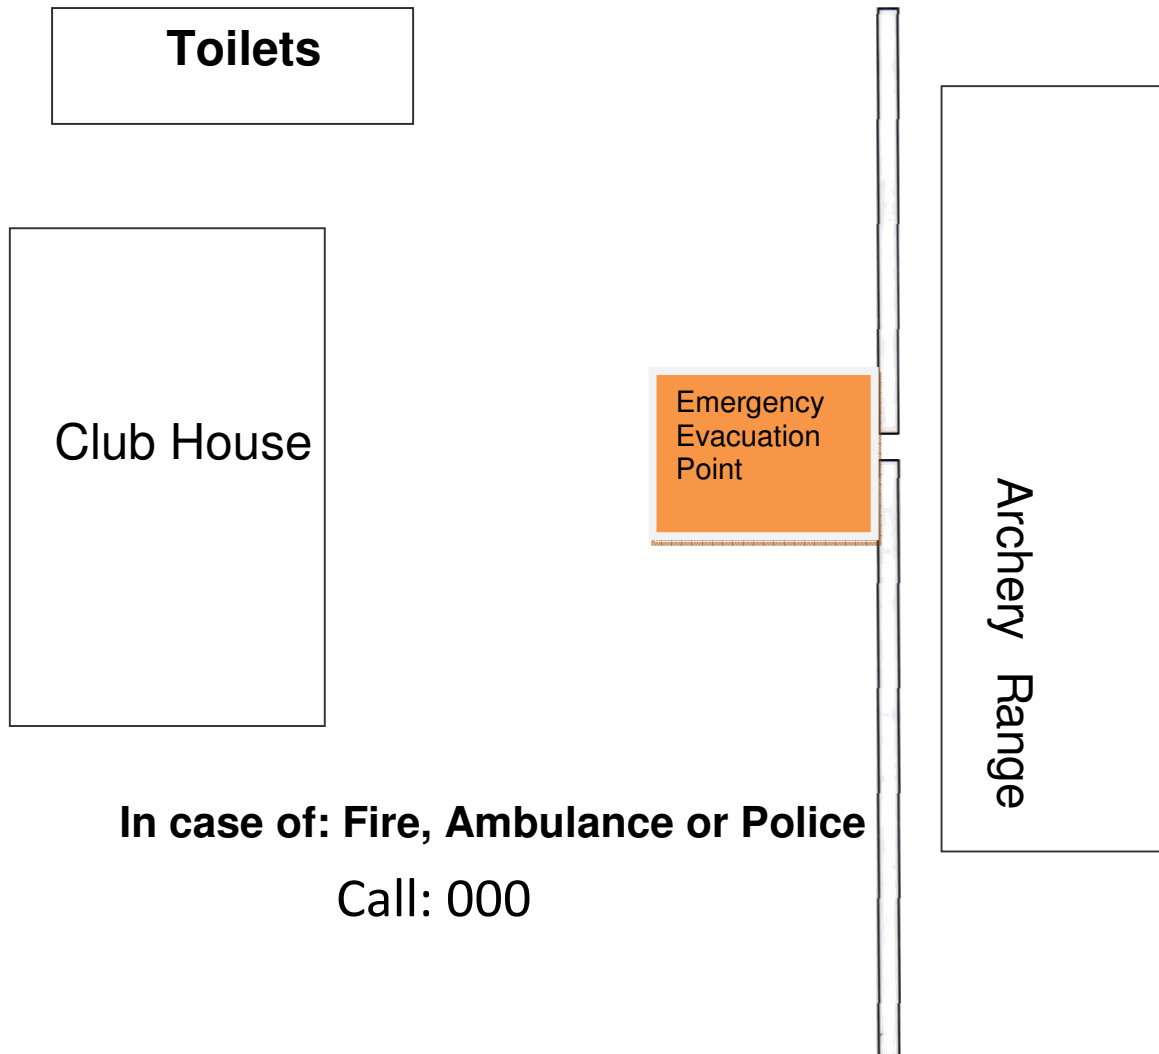 Toilets
Club House
Emergency
Evacuation
Point
Archery Range
In case of: Fire, Ambulance or Police
Call: 000